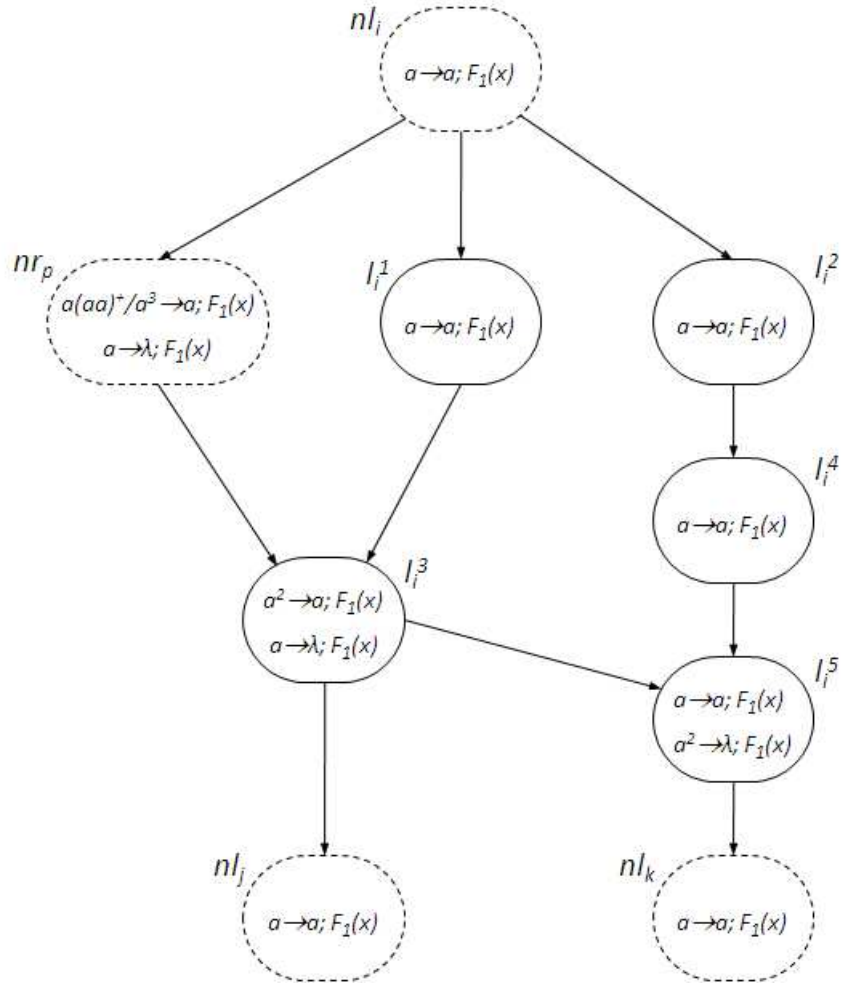 nl_i
a→a; F_1(x)
nr_p
a(aa)^+/a^3→a; F_1(x)
a→λ; F_1(x)
l_i^1
a→a; F_1(x)
l_i^2
a→a; F_1(x)
l_i^4
a→a; F_1(x)
l_i^3
a^2→a; F_1(x)
a→λ; F_1(x)
l_i^5
a→a; F_1(x)
a^2→λ; F_1(x)
nl_j
a→a; F_1(x)
nl_k
a→a; F_1(x)